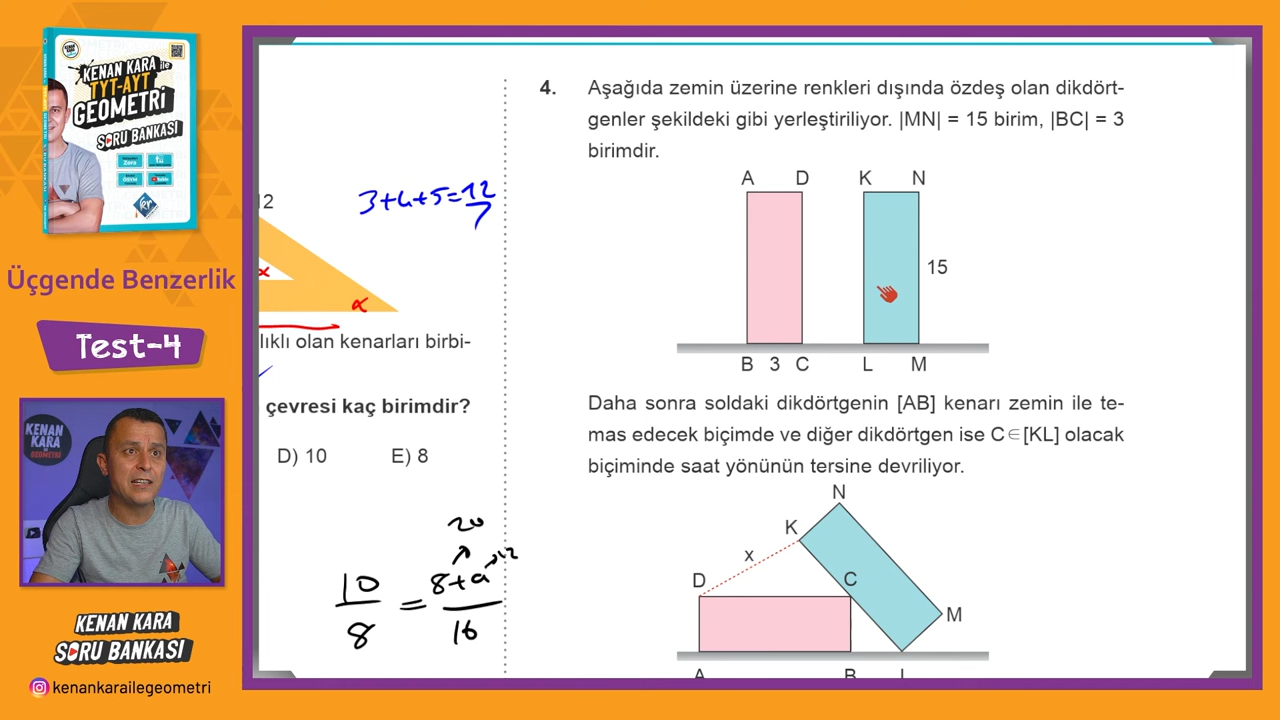 KENAN KARA ile
TYT-AYT
GEOMETRİ
SORU BANKASI
Üçgende Benzerlik
Test-4
KENAN
KARA
KENAN KARA
SORU BANKASI
kenankarailegeometri
12
3+4+5=12
α
α
lıklı olan kenarları birbi-
çevresi kaç birimdir?
D) 10 E) 8
20
12
10/8 = 8+a/16
4. Aşağıda zemin üzerine renkleri dışında özdeş olan dikdört-
genler şekildeki gibi yerleştiriliyor. |MN| = 15 birim, |BC| = 3
birimdir.
A D K N
15
B 3 C L M
Daha sonra soldaki dikdörtgenin [AB] kenarı zemin ile te-
mas edecek biçimde ve diğer dikdörtgen ise C∈[KL] olacak
biçiminde saat yönünün tersine devriliyor.
N
K
x
D C
M
A B L